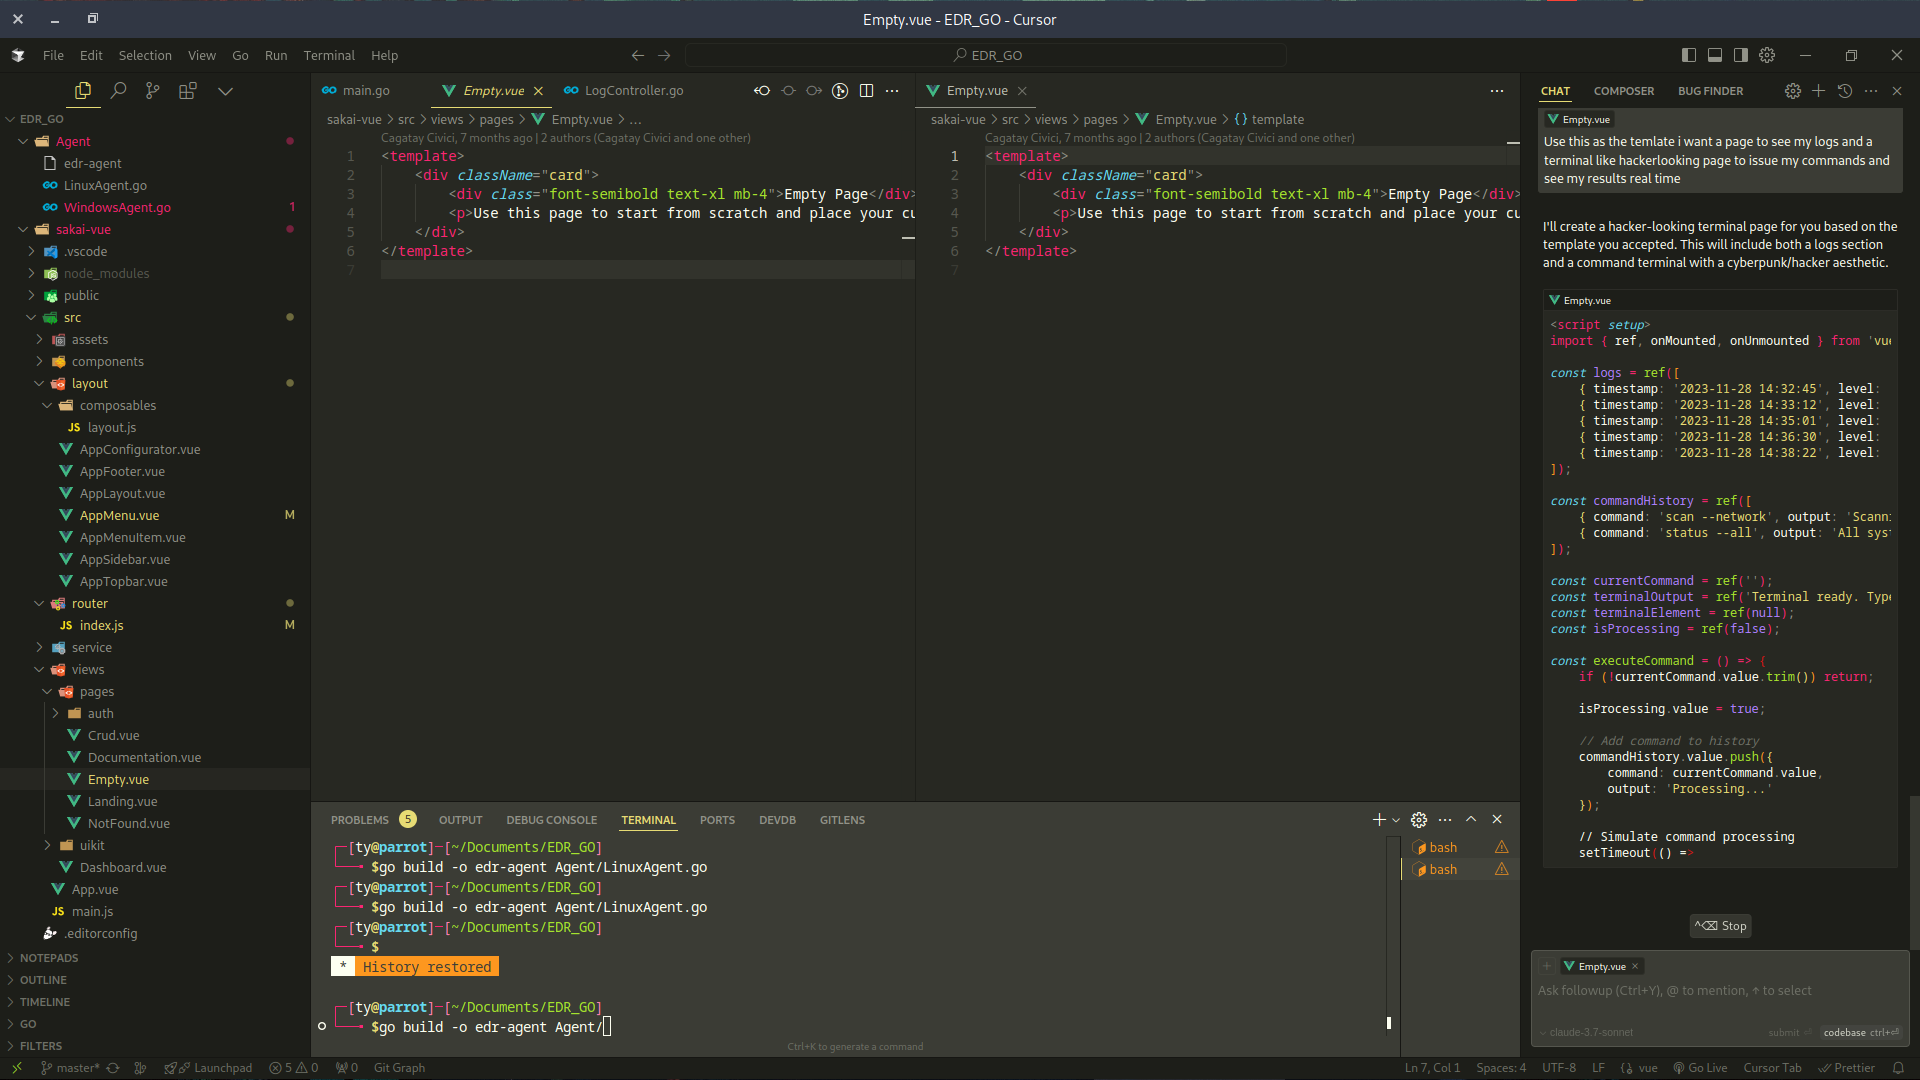 Empty.vue - EDR_GO - Cursor
File Edit Selection View Go Run Terminal Help
EDR_GO
EDR_GO
Agent
edr-agent
LinuxAgent.go
WindowsAgent.go 1
sakai-vue
.vscode
node_modules
public
src
assets
components
layout
composables
layout.js
AppConfigurator.vue
AppFooter.vue
AppLayout.vue
AppMenu.vue M
AppMenuItem.vue
AppSidebar.vue
AppTopbar.vue
router
index.js M
service
views
pages
auth
Crud.vue
Documentation.vue
Empty.vue
Landing.vue
NotFound.vue
uikit
Dashboard.vue
App.vue
main.js
.editorconfig
NOTEPADS
OUTLINE
TIMELINE
GO
FILTERS
main.go Empty.vue LogController.go
sakai-vue > src > views > pages > Empty.vue > ...
Cagatay Civici, 7 months ago | 2 authors (Cagatay Civici and one other)
1 <template>
2 <div className="card">
3 <div class="font-semibold text-xl mb-4">Empty Page</div>
4 <p>Use this page to start from scratch and place your cu
5 </div>
6 </template>
7
Empty.vue
sakai-vue > src > views > pages > Empty.vue > {} template
Cagatay Civici, 7 months ago | 2 authors (Cagatay Civici and one other)
1 <template>
2 <div className="card">
3 <div class="font-semibold text-xl mb-4">Empty Page</div>
4 <p>Use this page to start from scratch and place your cu
5 </div>
6 </template>
7
PROBLEMS 5 OUTPUT DEBUG CONSOLE TERMINAL PORTS DEVDB GITLENS
[ty@parrot]─[~/Documents/EDR_GO]
$go build -o edr-agent Agent/LinuxAgent.go
[ty@parrot]─[~/Documents/EDR_GO]
$go build -o edr-agent Agent/LinuxAgent.go
[ty@parrot]─[~/Documents/EDR_GO]
$
* History restored
[ty@parrot]─[~/Documents/EDR_GO]
$go build -o edr-agent Agent/
Ctrl+K to generate a command
bash
bash
CHAT COMPOSER BUG FINDER
Empty.vue
Use this as the temlate i want a page to see my logs and a
terminal like hackerlooking page to issue my commands and
see my results real time
I'll create a hacker-looking terminal page for you based on the
template you accepted. This will include both a logs section
and a command terminal with a cyberpunk/hacker aesthetic.
Empty.vue
<script setup>
import { ref, onMounted, onUnmounted } from 'vue
const logs = ref([
{ timestamp: '2023-11-28 14:32:45', level:
{ timestamp: '2023-11-28 14:33:12', level:
{ timestamp: '2023-11-28 14:35:01', level:
{ timestamp: '2023-11-28 14:36:30', level:
{ timestamp: '2023-11-28 14:38:22', level:
]);
const commandHistory = ref([
{ command: 'scan --network', output: 'Scanni
{ command: 'status --all', output: 'All syst
]);
const currentCommand = ref('');
const terminalOutput = ref('Terminal ready. Type
const terminalElement = ref(null);
const isProcessing = ref(false);
const executeCommand = () => {
if (!currentCommand.value.trim()) return;
isProcessing.value = true;
// Add command to history
commandHistory.value.push({
command: currentCommand.value,
output: 'Processing...'
});
// Simulate command processing
setTimeout(() =>
^⌫ Stop
Empty.vue
Ask followup (Ctrl+Y), @ to mention, ↑ to select
claude-3.7-sonnet submit ⏎ codebase ctrl+⏎
master* Launchpad 5 0 0 Git Graph
Ln 7, Col 1 Spaces: 4 UTF-8 LF vue Go Live Cursor Tab Prettier